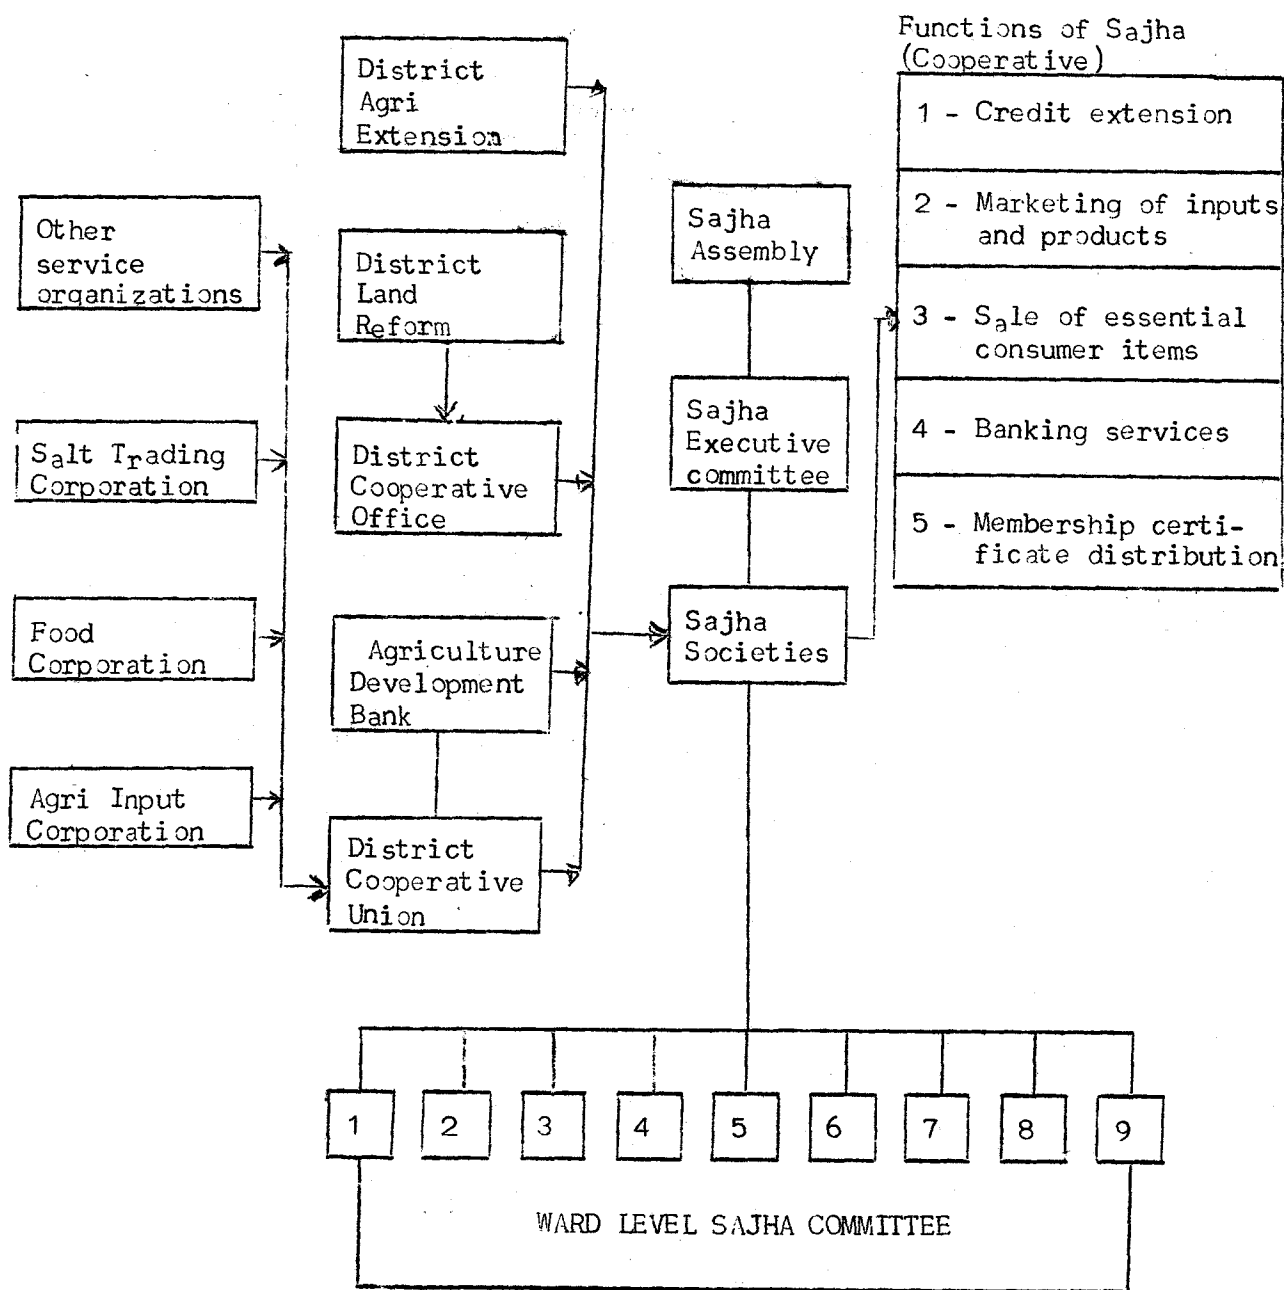 Functions of Sajha
(Cooperative)
1 - Credit extension
2 - Marketing of inputs
and products
3 - Sale of essential
consumer items
4 - Banking services
5 - Membership certi-
ficate distribution
District
Agri
Extension
District
Land
Reform
District
Cooperative
Office
Agriculture
Development
Bank
District
Cooperative
Union
Other
service
organizations
Salt Trading
Corporation
Food
Corporation
Agri Input
Corporation
Sajha
Assembly
Sajha
Executive
committee
Sajha
Societies
1 2 3 4 5 6 7 8 9
WARD LEVEL SAJHA COMMITTEE